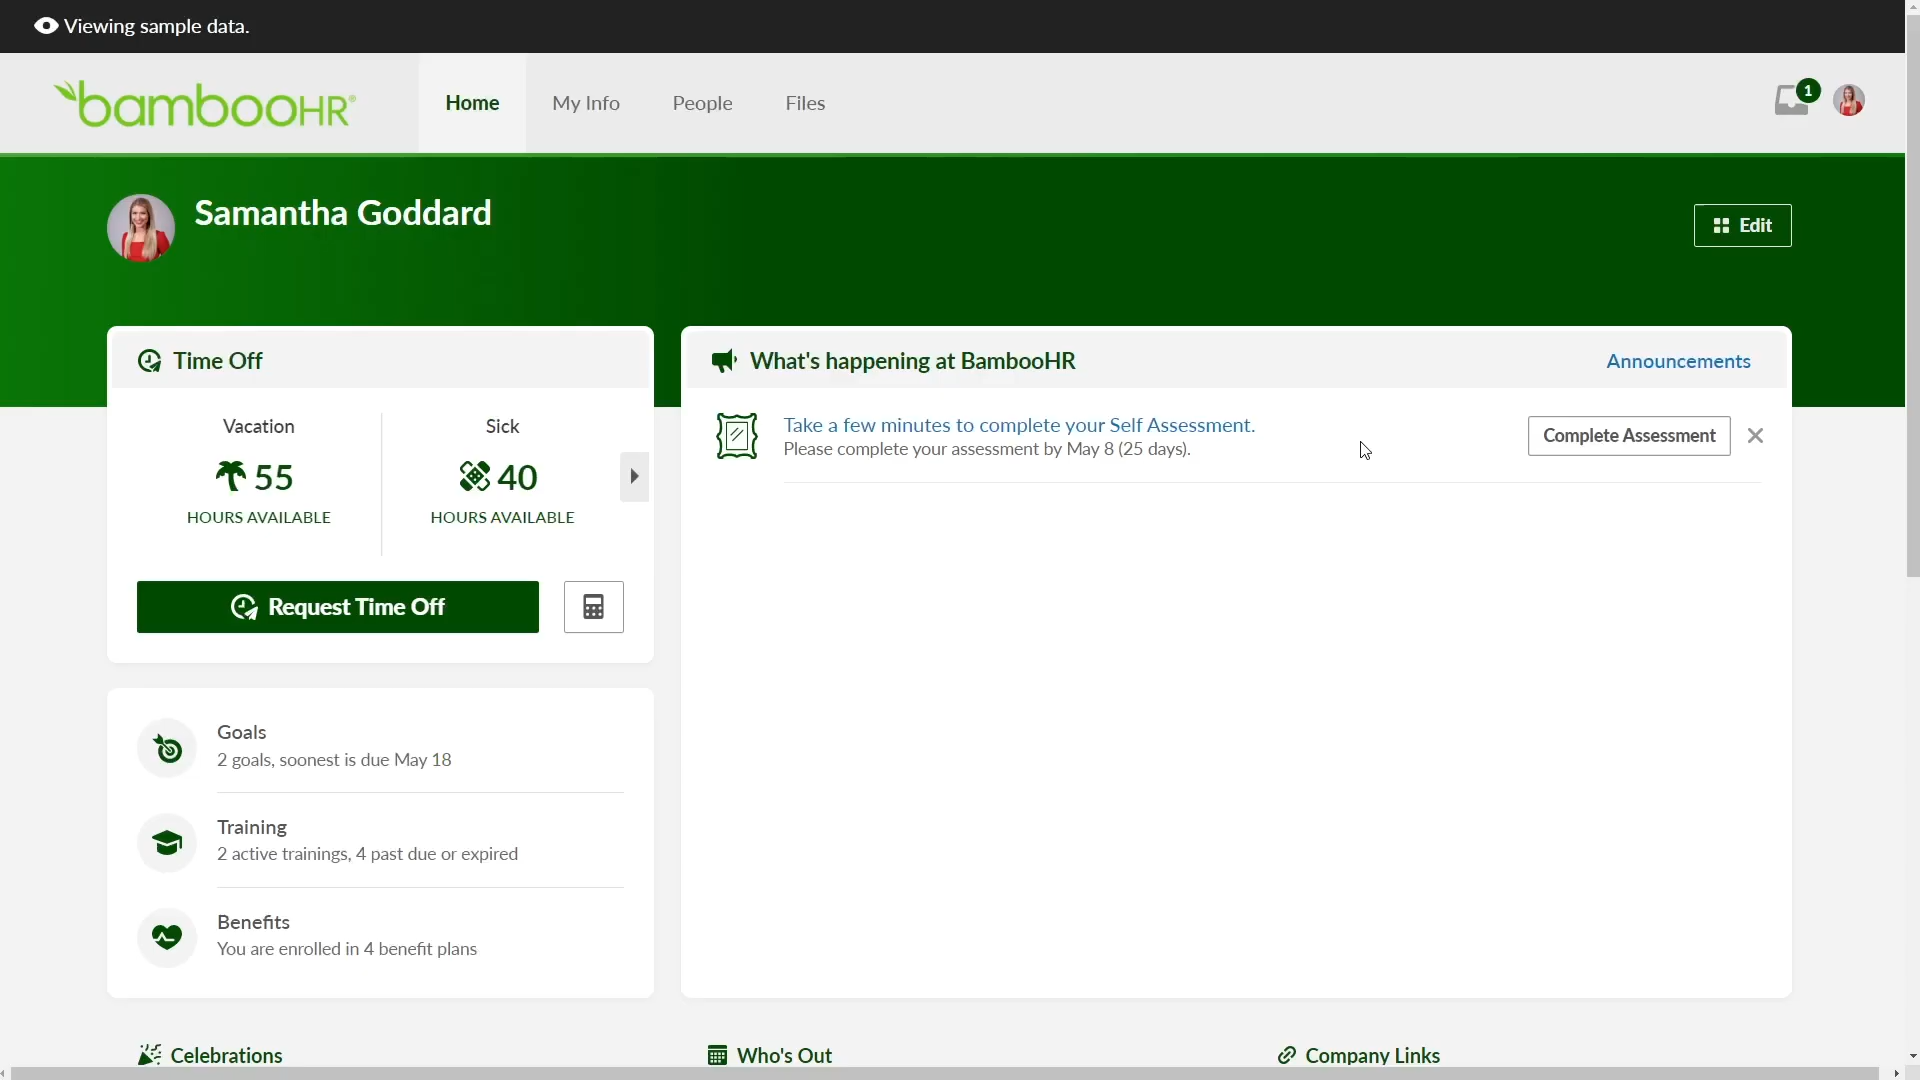 Viewing sample data.
bambooHR®
Home
My Info
People
Files
1
Samantha Goddard
Edit
Time Off
Vacation
55
HOURS AVAILABLE
Sick
40
HOURS AVAILABLE
Request Time Off
What's happening at BambooHR
Announcements
Take a few minutes to complete your Self Assessment.
Please complete your assessment by May 8 (25 days).
Complete Assessment
Goals
2 goals, soonest is due May 18
Training
2 active trainings, 4 past due or expired
Benefits
You are enrolled in 4 benefit plans
Celebrations
Who's Out
Company Links